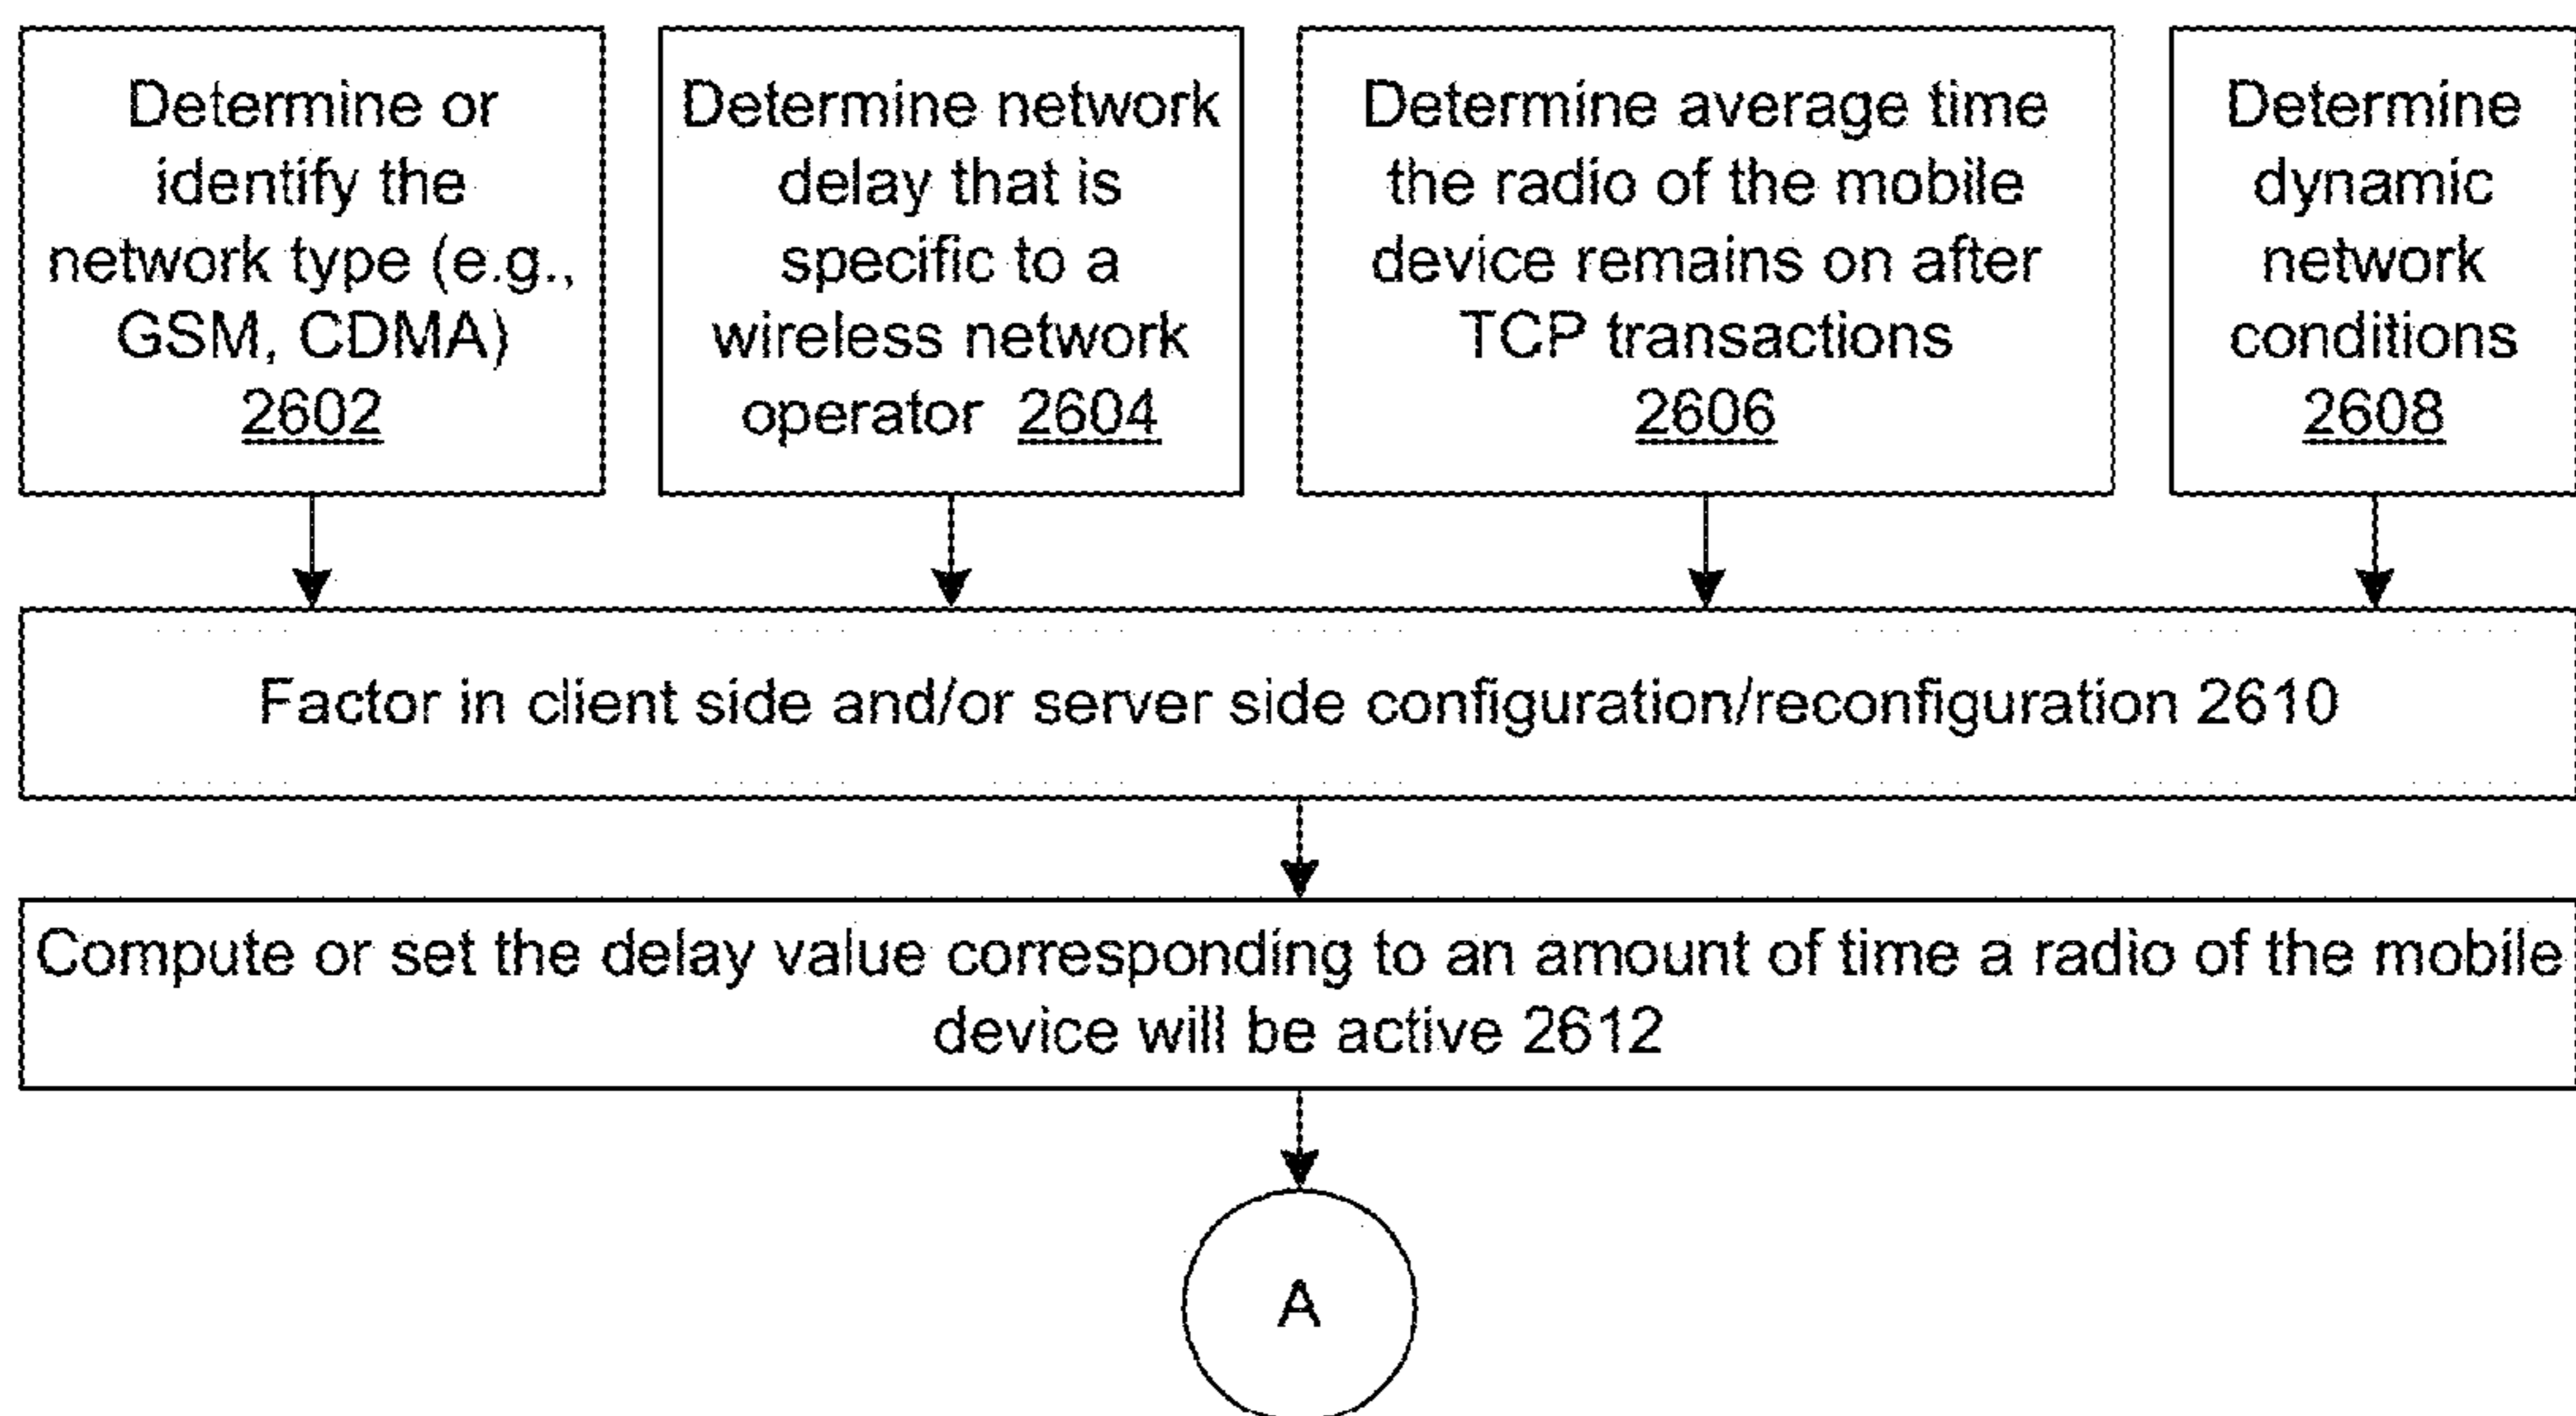 Determine or
identify the
network type (e.g.,
GSM, CDMA)
2602
Determine network
delay that is
specific to a
wireless network
operator 2604
Determine average time
the radio of the mobile
device remains on after
TCP transactions
2606
Determine
dynamic
network
conditions
2608
Factor in client side and/or server side configuration/reconfiguration 2610
Compute or set the delay value corresponding to an amount of time a radio of the mobile
device will be active 2612
A